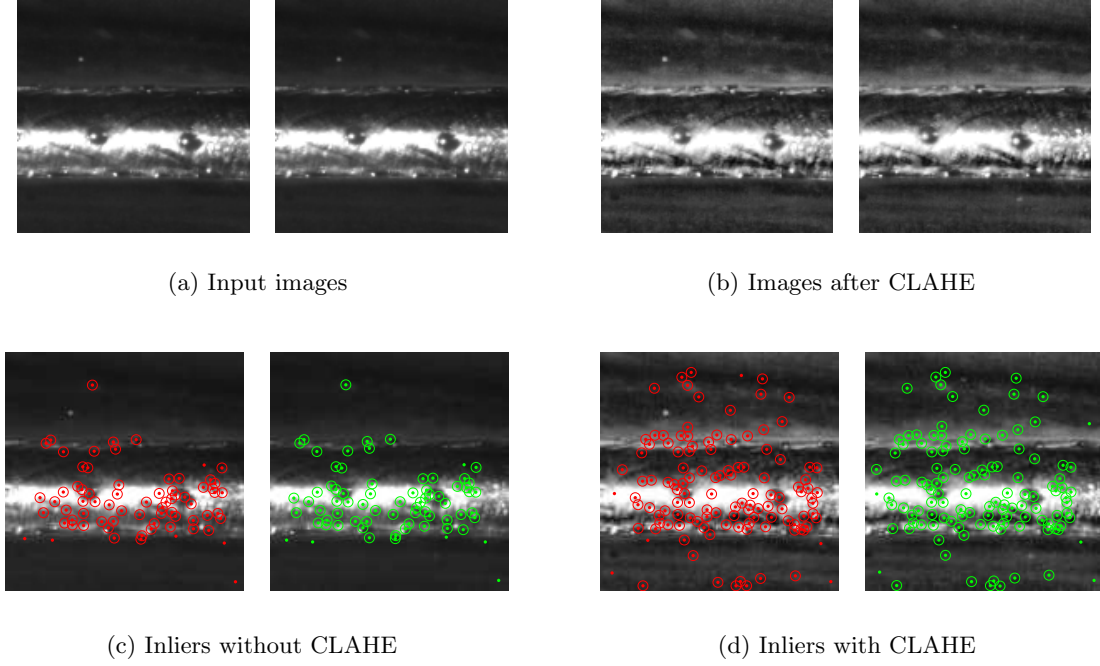 (a) Input images
(b) Images after CLAHE
(c) Inliers without CLAHE
(d) Inliers with CLAHE